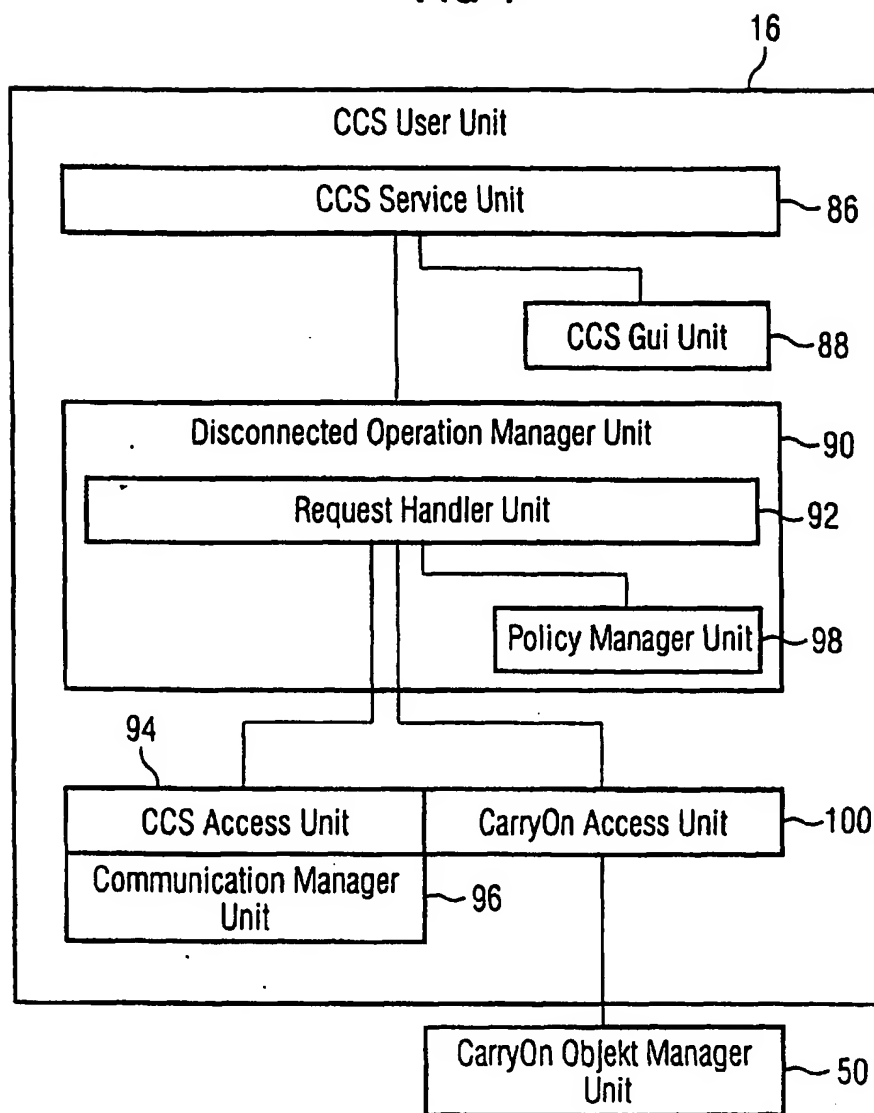 16
CCS User Unit
CCS Service Unit
86
CCS Gui Unit
88
Disconnected Operation Manager Unit
90
Request Handler Unit
92
Policy Manager Unit
98
94
CCS Access Unit
CarryOn Access Unit
100
Communication Manager
Unit
96
CarryOn Objekt Manager
Unit
50